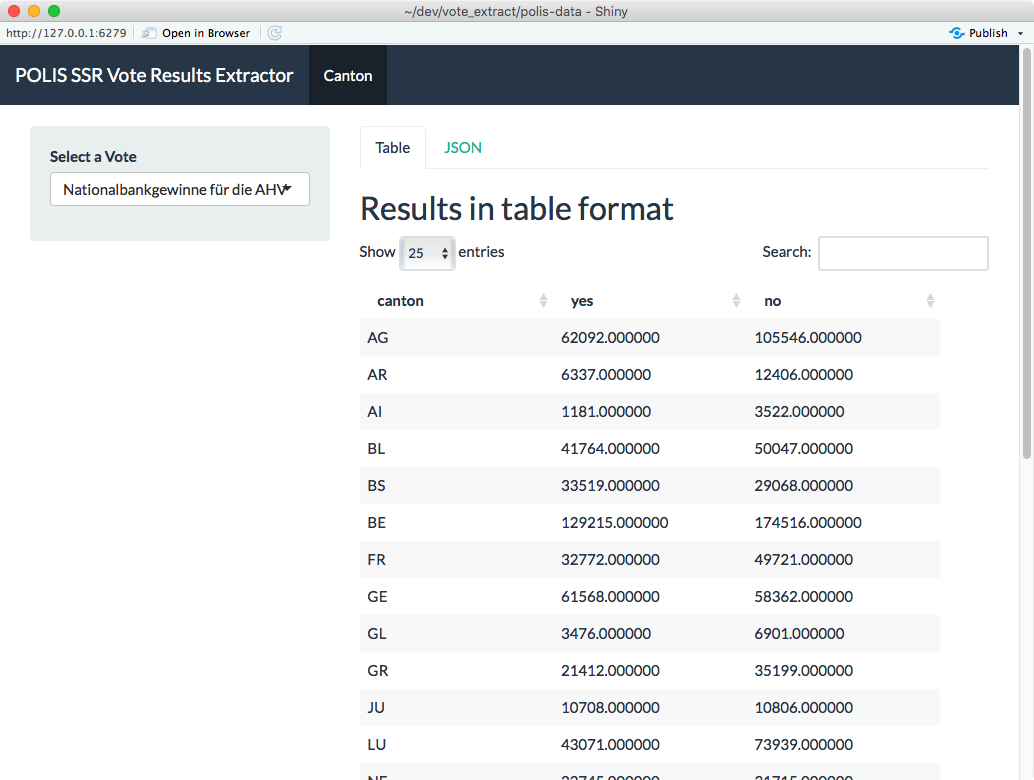 ~/dev/vote_extract/polis-data - Shiny
http://127.0.0.1:6279 Open in Browser Publish
POLIS SSR Vote Results Extractor Canton
Select a Vote
Nationalbankgewinne für die AHV
Table JSON
Results in table format
Show 25 entries Search:
canton yes no
AG 62092.000000 105546.000000
AR 6337.000000 12406.000000
AI 1181.000000 3522.000000
BL 41764.000000 50047.000000
BS 33519.000000 29068.000000
BE 129215.000000 174516.000000
FR 32772.000000 49721.000000
GE 61568.000000 58362.000000
GL 3476.000000 6901.000000
GR 21412.000000 35199.000000
JU 10708.000000 10806.000000
LU 43071.000000 73939.000000